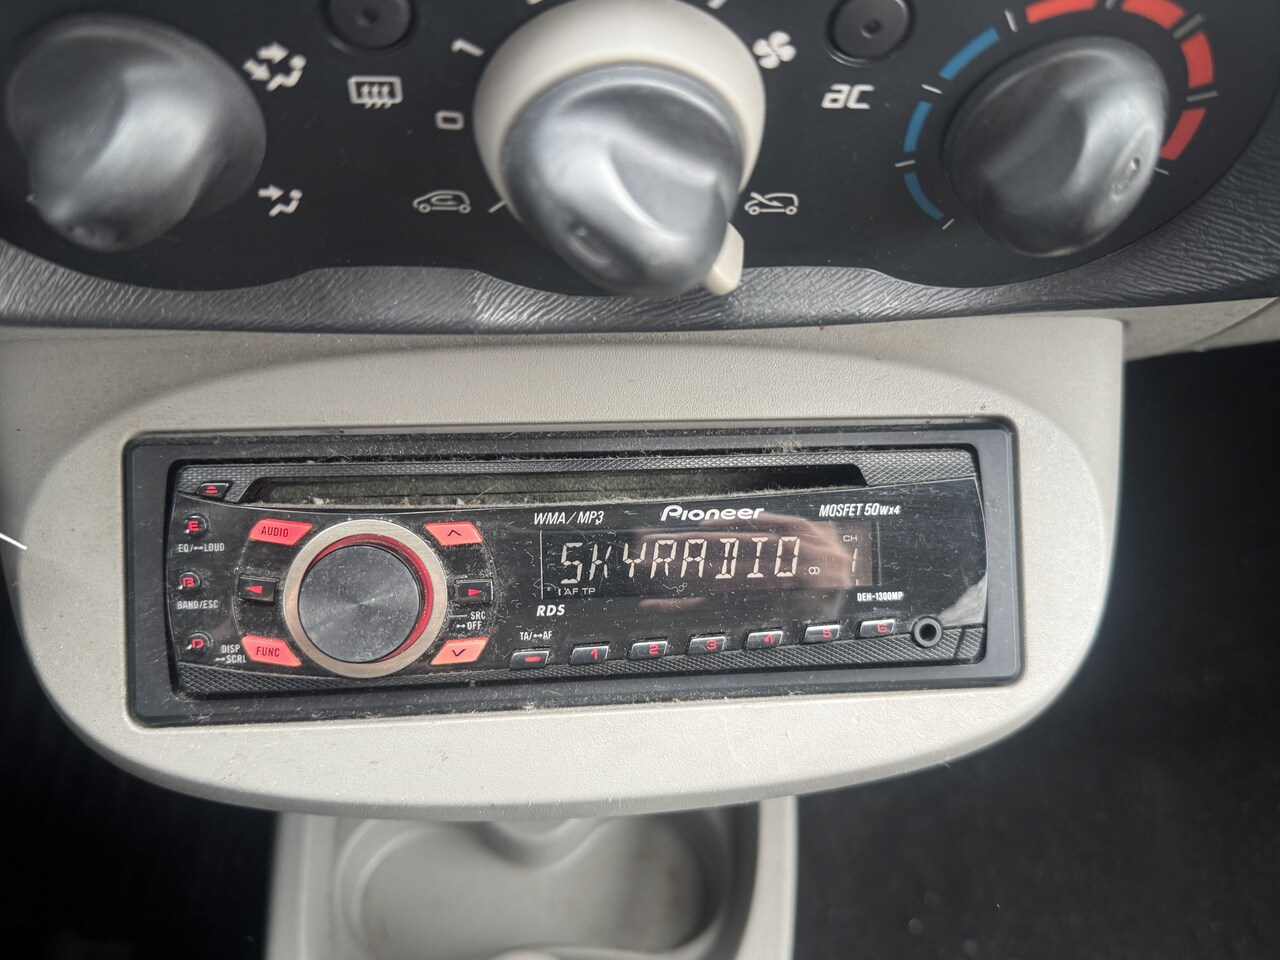 1
0
AC
WMA/MP3
Pioneer
MOSFET 50Wx4
AUDIO
E
EQ/↔LOUD
SKYRADIO
CH
1
B
BAND/ESC
I AF TP
DEH-1300MP
SRC
↔OFF
RDS
D
DISP
↔SCRL
FUNC
TA/↔AF
1
2
3
4
5
6